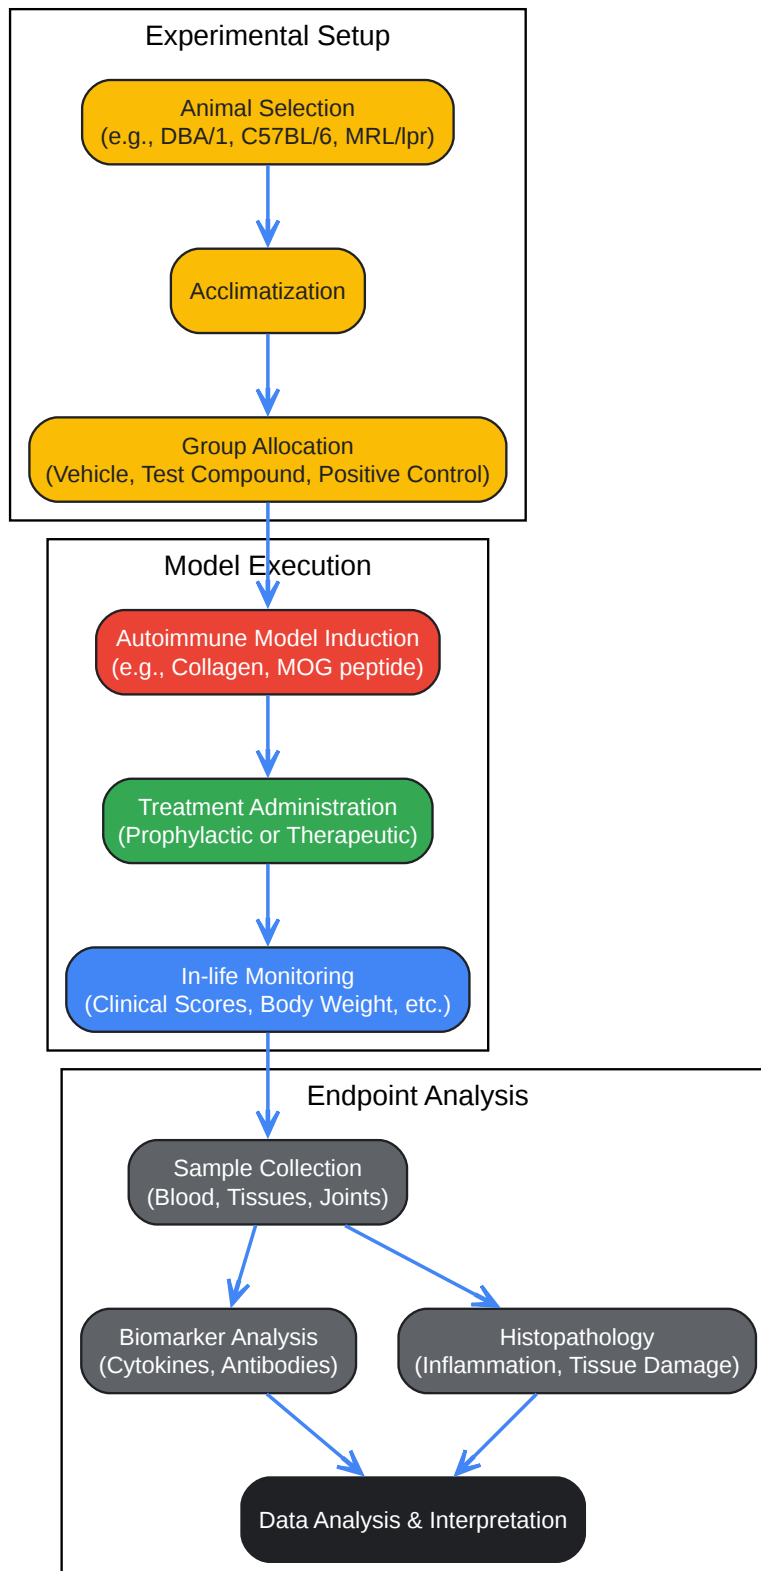 Experimental Setup
Animal Selection
(e.g., DBA/1, C57BL/6, MRL/lpr)
Acclimatization
Group Allocation
(Vehicle, Test Compound, Positive Control)
Model Execution
Autoimmune Model Induction
(e.g., Collagen, MOG peptide)
Treatment Administration
(Prophylactic or Therapeutic)
In-life Monitoring
(Clinical Scores, Body Weight, etc.)
Endpoint Analysis
Sample Collection
(Blood, Tissues, Joints)
Biomarker Analysis
(Cytokines, Antibodies)
Histopathology
(Inflammation, Tissue Damage)
Data Analysis & Interpretation